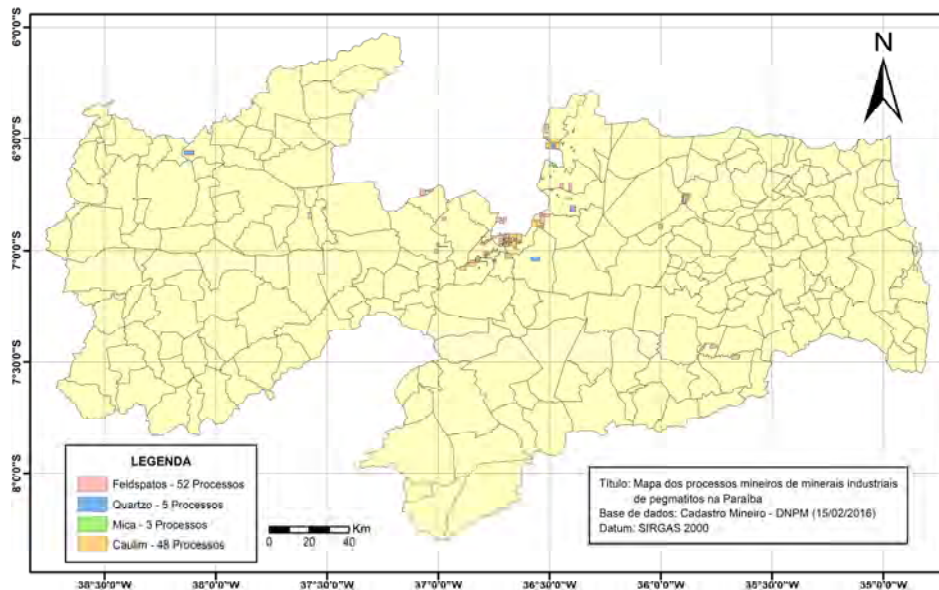 6°0'0"S
6°30'0"S
7°0'0"S
7°30'0"S
8°0'0"S
N
LEGENDA
Feldspatos - 52 Processos
Quartzo - 5 Processos
Mica - 3 Processos
Caulim - 48 Processos
Km
0 20 40
Título: Mapa dos processos mineiros de minerais industriais
de pegmatitos na Paraíba
Base de dados: Cadastro Mineiro - DNPM (15/02/2016)
Datum: SIRGAS 2000
38°30'0"W 38°0'0"W 37°30'0"W 37°0'0"W 36°30'0"W 36°0'0"W 35°30'0"W 35°0'0"W